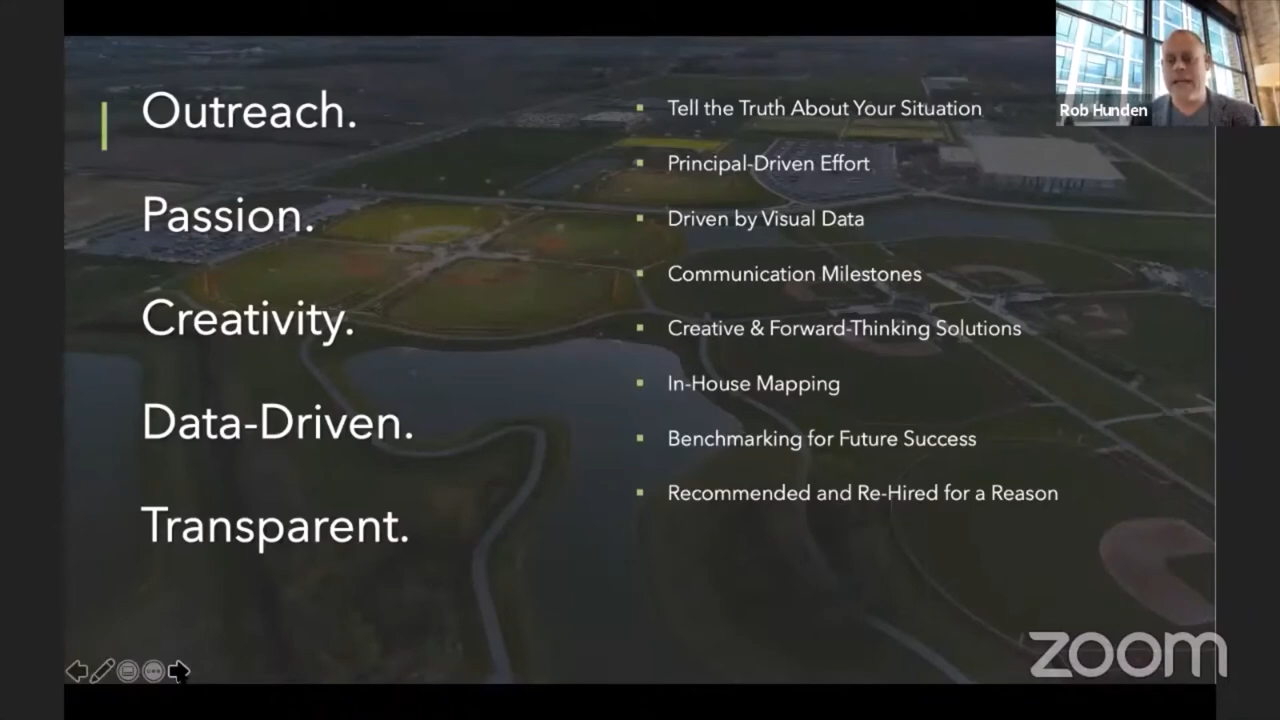 Outreach.
Passion.
Creativity.
Data-Driven.
Transparent.
Tell the Truth About Your Situation
Principal-Driven Effort
Driven by Visual Data
Communication Milestones
Creative & Forward-Thinking Solutions
In-House Mapping
Benchmarking for Future Success
Recommended and Re-Hired for a Reason
Rob Hunden
zoom